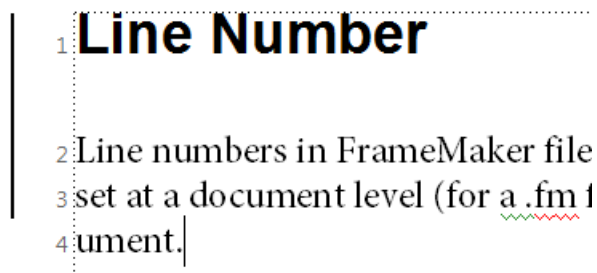 1 Line Number
2 Line numbers in FrameMaker file
3 set at a document level (for a .fm f
4 ument.